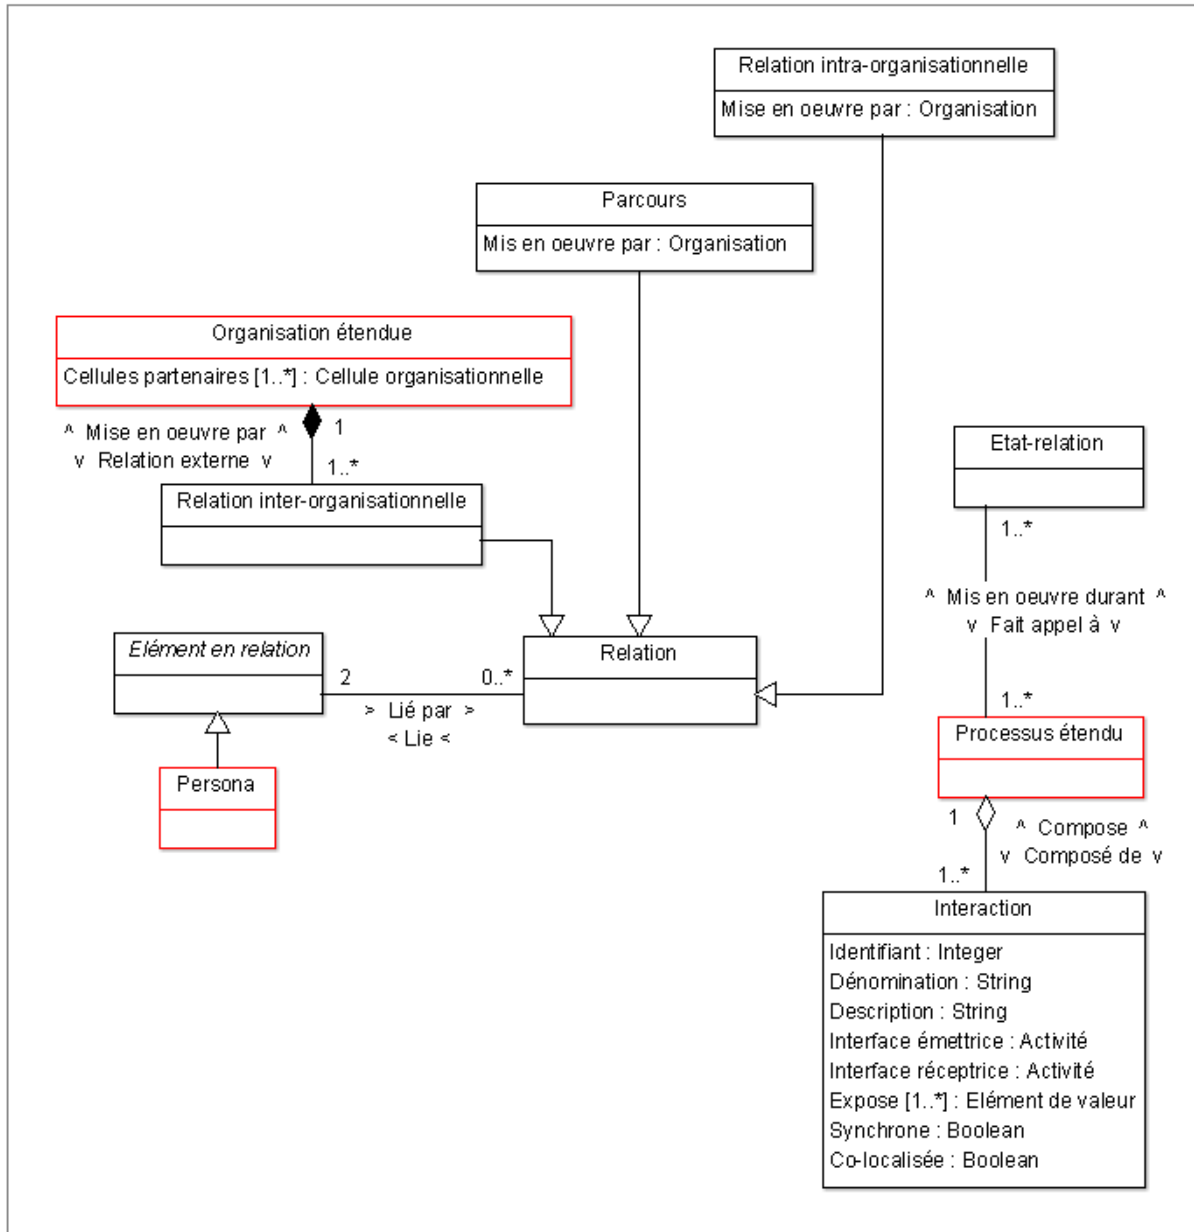 Relation intra-organisationnelle
Mise en oeuvre par : Organisation
Parcours
Mis en oeuvre par : Organisation
Organisation étendue
Cellules partenaires [1..*] : Cellule organisationnelle
^ Mise en oeuvre par ^
1
v Relation externe v
1..*
Relation inter-organisationnelle
Etat-relation
1..*
^ Mis en oeuvre durant ^
v Fait appel à v
1..*
Elément en relation
2
0..*
> Lié par >
< Lie <
Relation
Persona
Processus étendu
1
^ Compose ^
v Composé de v
1..*
Interaction
Identifiant : Integer
Dénomination : String
Description : String
Interface émettrice : Activité
Interface réceptrice : Activité
Expose [1..*] : Elément de valeur
Synchrone : Boolean
Co-localisée : Boolean